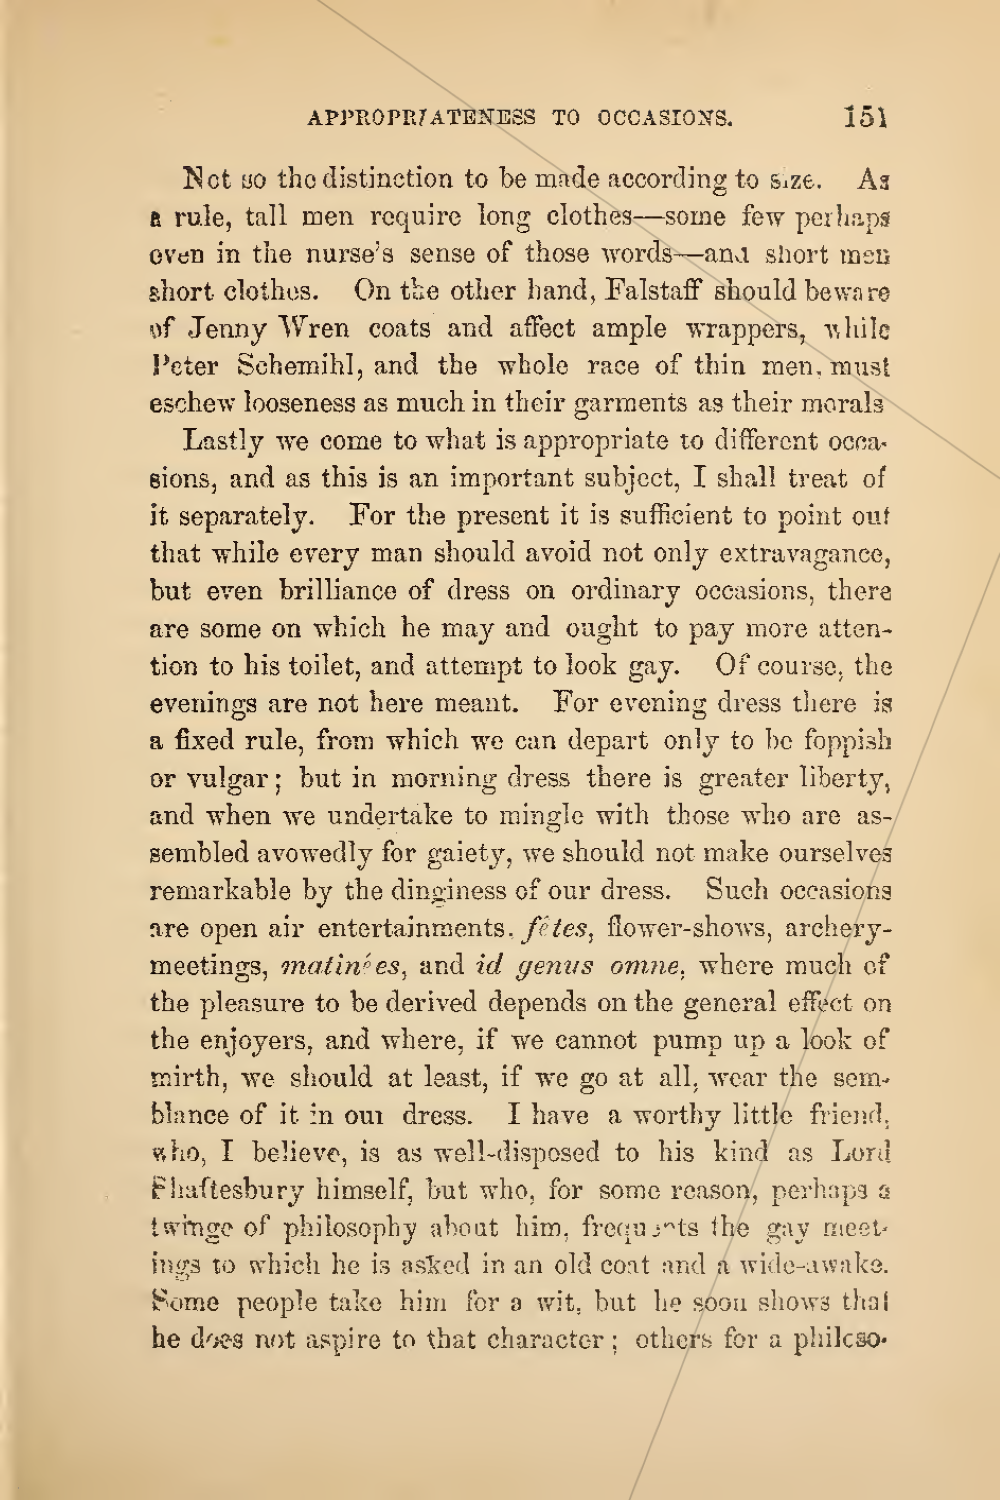 APPROPRIATENESS TO OCCASIONS. 151
Not so the distinction to be made according to size. As
a rule, tall men require long clothes—some few perhaps
even in the nurse's sense of those words—and short men
short clothes. On the other hand, Falstaff should beware
of Jenny Wren coats and affect ample wrappers, while
Peter Schemihl, and the whole race of thin men, must
eschew looseness as much in their garments as their morals
Lastly we come to what is appropriate to different occa-
sions, and as this is an important subject, I shall treat of
it separately. For the present it is sufficient to point out
that while every man should avoid not only extravagance,
but even brilliance of dress on ordinary occasions, there
are some on which he may and ought to pay more atten-
tion to his toilet, and attempt to look gay. Of course, the
evenings are not here meant. For evening dress there is
a fixed rule, from which we can depart only to be foppish
or vulgar; but in morning dress there is greater liberty,
and when we undertake to mingle with those who are as-
sembled avowedly for gaiety, we should not make ourselves
remarkable by the dinginess of our dress. Such occasions
are open air entertainments, fêtes, flower-shows, archery-
meetings, matinées, and id genus omne, where much of
the pleasure to be derived depends on the general effect on
the enjoyers, and where, if we cannot pump up a look of
mirth, we should at least, if we go at all, wear the sem-
blance of it in our dress. I have a worthy little friend,
who, I believe, is as well-disposed to his kind as Lord
Shaftesbury himself, but who, for some reason, perhaps a
twinge of philosophy about him, frequents the gay meet-
ings to which he is asked in an old coat and a wide-awake.
Some people take him for a wit, but he soon shows that
he does not aspire to that character; others for a philoso-